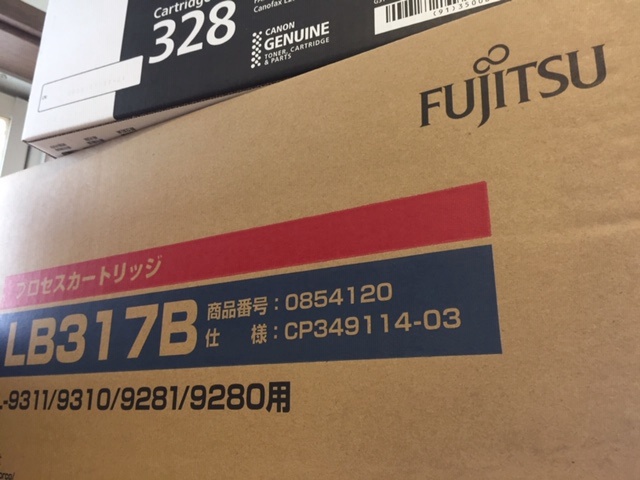 Cartridge
328
CANON
GENUINE
TONER, CARTRIDGE
& PARTS
Canofax
FUJITSU
プロセスカートリッジ
LB317B
商品番号：0854120
仕　様：CP349114-03
-9311/9310/9281/9280用